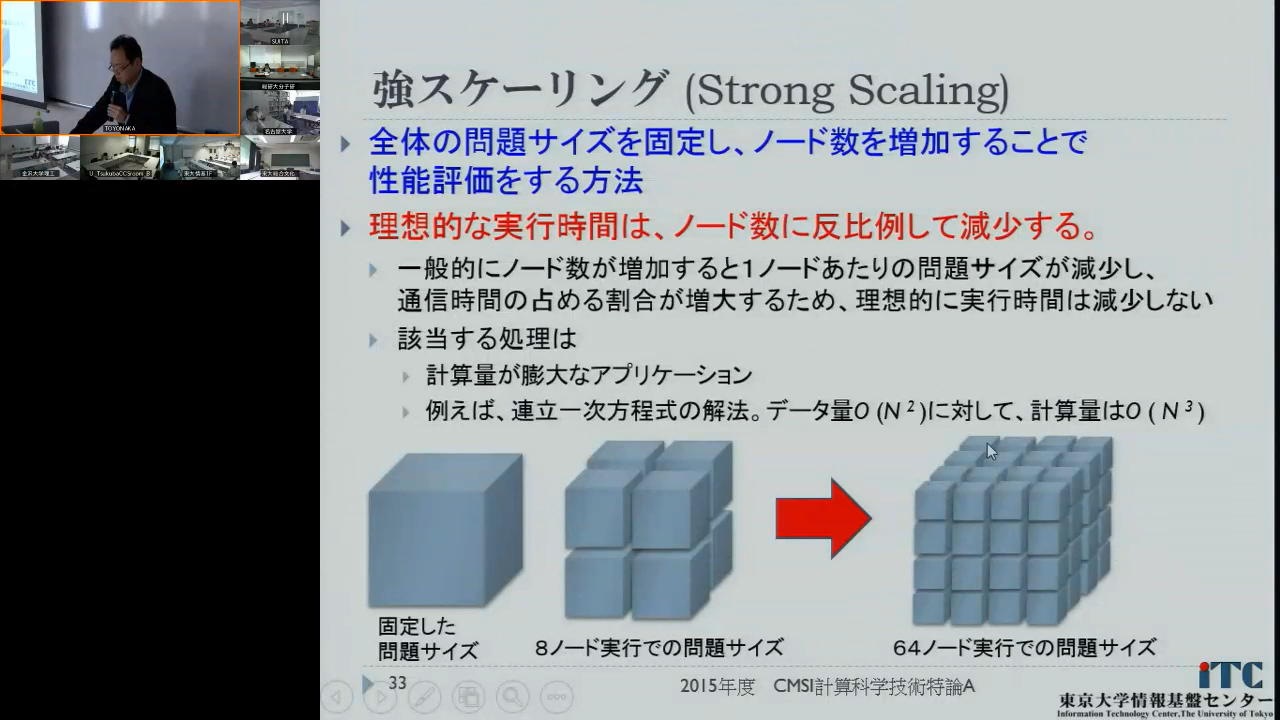 強スケーリング (Strong Scaling)
全体の問題サイズを固定し、ノード数を増加することで
性能評価をする方法
理想的な実行時間は、ノード数に反比例して減少する。
一般的にノード数が増加すると1ノードあたりの問題サイズが減少し、
通信時間の占める割合が増大するため、理想的に実行時間は減少しない
該当する処理は
計算量が膨大なアプリケーション
例えば、連立一次方程式の解法。データ量O (N ² )に対して、計算量はO ( N ³ )
固定した
問題サイズ
8ノード実行での問題サイズ
64ノード実行での問題サイズ
33
2015年度 CMSI計算科学技術特論A
iTC
東京大学情報基盤センター
Information Technology Center, The University of Tokyo
TOYONAKA
SUITA
名古屋大学
金沢大学理工
U_TsukubaCCSroom_B
東大情基1F
東大総合文化